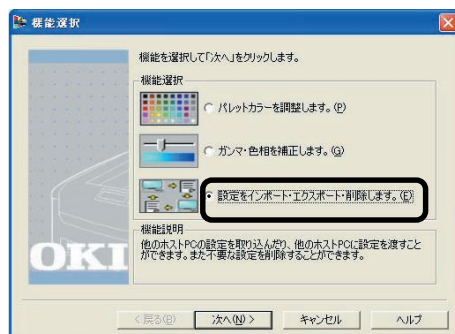 機能選択
機能を選択して「次へ」をクリックします。
機能選択
パレットカラーを調整します。(P)
ガンマ・色相を補正します。(G)
設定をインポート・エクスポート・削除します。(E)
OKI
機能説明
他のホストPCの設定を取り込んだり、他のホストPCに設定を渡すこと
ができます。また不要な設定を削除することができます。
< 戻る(B)
次へ(N) >
キャンセル
ヘルプ